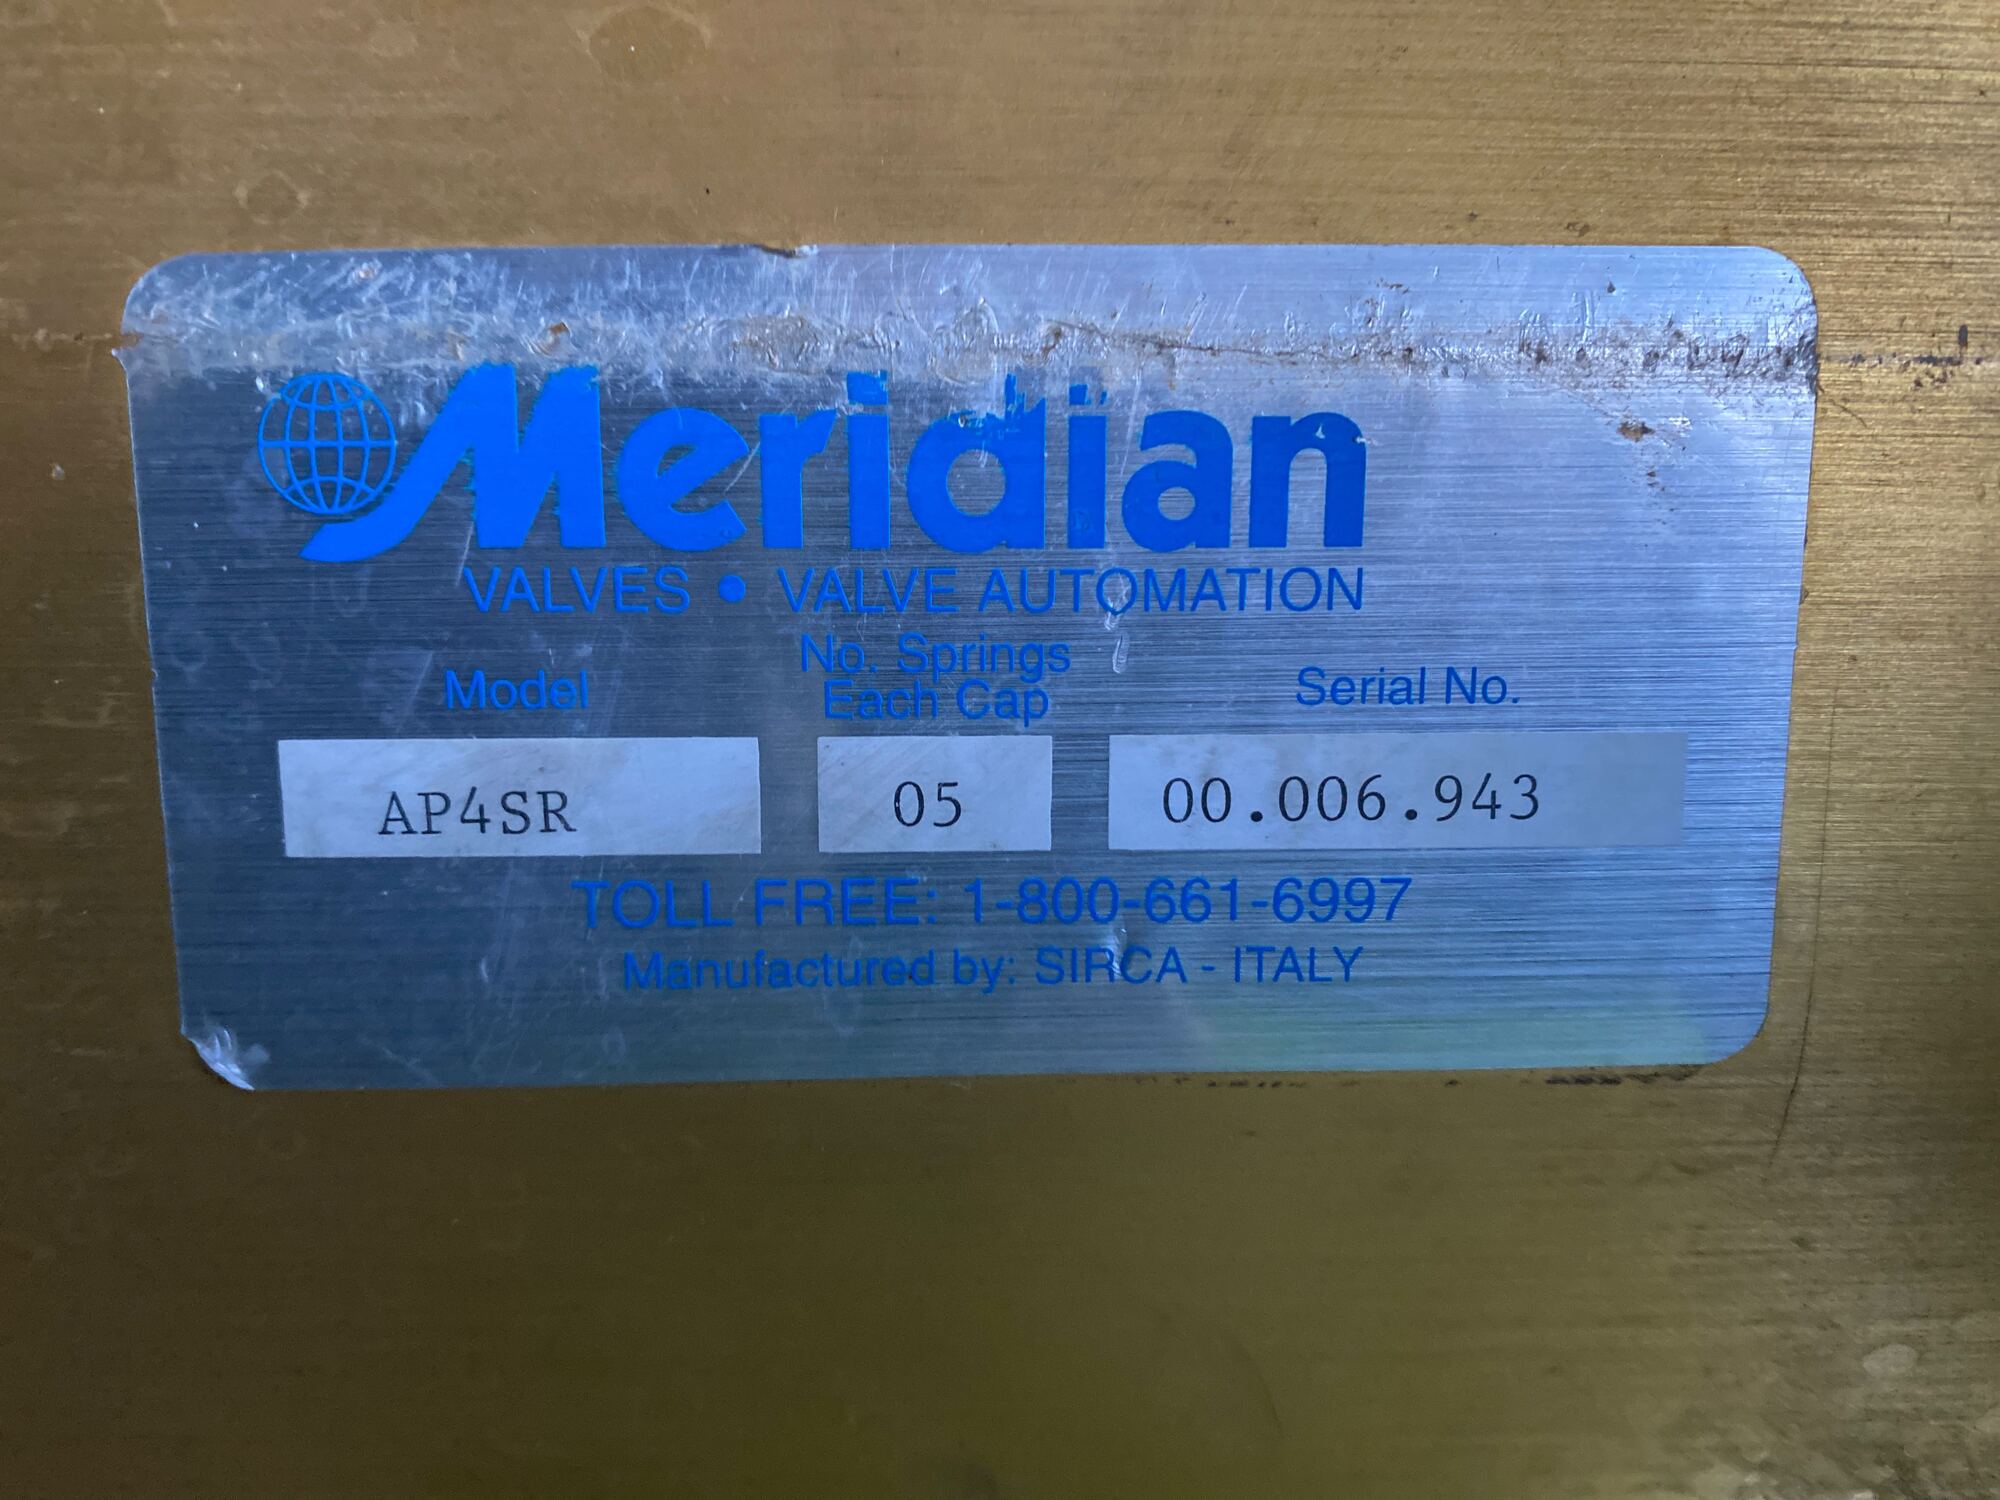 Meridian
VALVES • VALVE AUTOMATION
Model
No. Springs
Each Cap
Serial No.
AP4SR
05
00.006.943
TOLL FREE: 1-800-661-6997
Manufactured by: SIRCA - ITALY